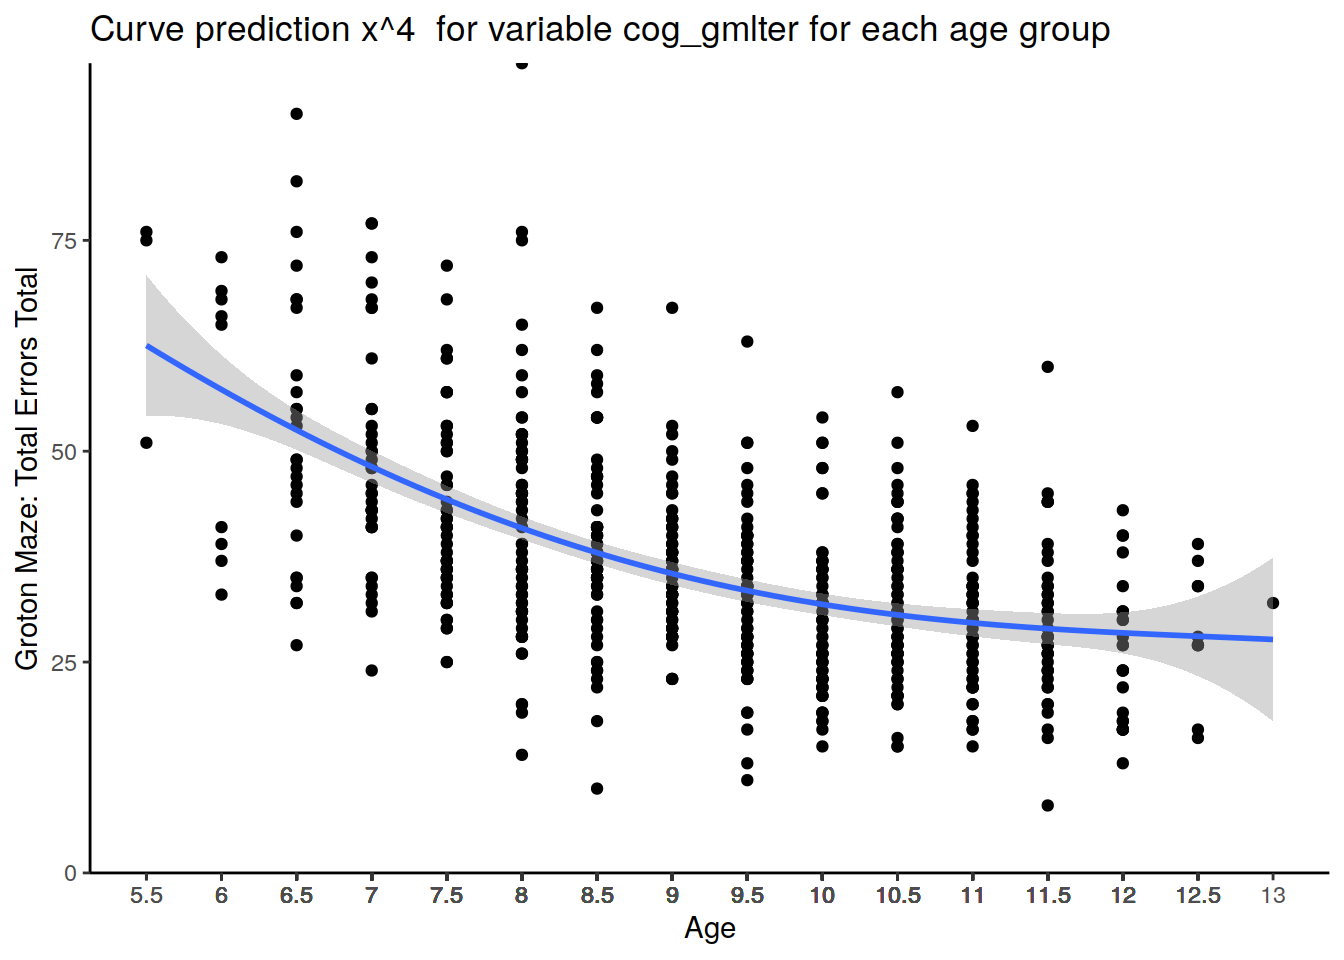 Curve prediction x^4  for variable cog_gmlter for each age group
Groton Maze: Total Errors Total
75
50
25
0
5.5 6 6.5 7 7.5 8 8.5 9 9.5 10 10.5 11 11.5 12 12.5 13
Age